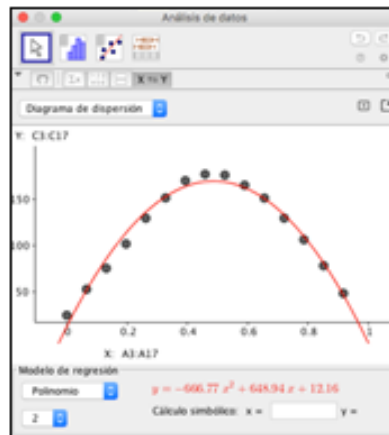 Análisis de datos
X to Y
Diagrama de dispersión
Y: C3:C17
150
100
50
0 0.2 0.4 0.6 0.8 1
X: A3:A17
Modelo de regresión
Polinomio
y = −666.77 x² + 648.94 x + 12.16
2
Cálculo simbólico: x = y =